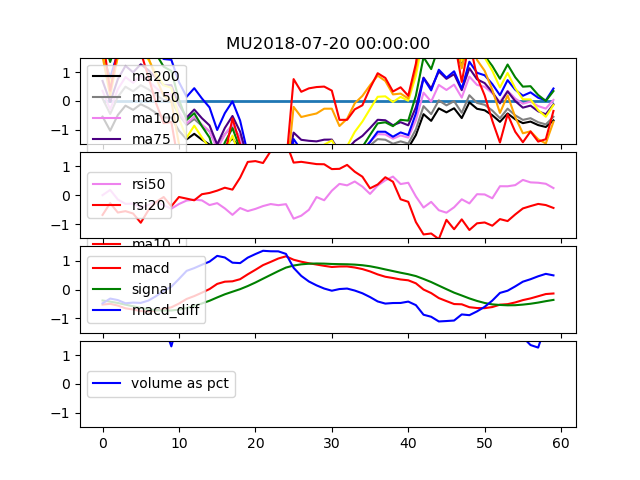 MU2018-07-20 00:00:00
1
0
−1
ma200
ma150
ma100
ma75
1
0
−1
rsi50
rsi20
ma10
1
0
−1
macd
signal
macd_diff
1
0
−1
volume as pct
0 10 20 30 40 50 60